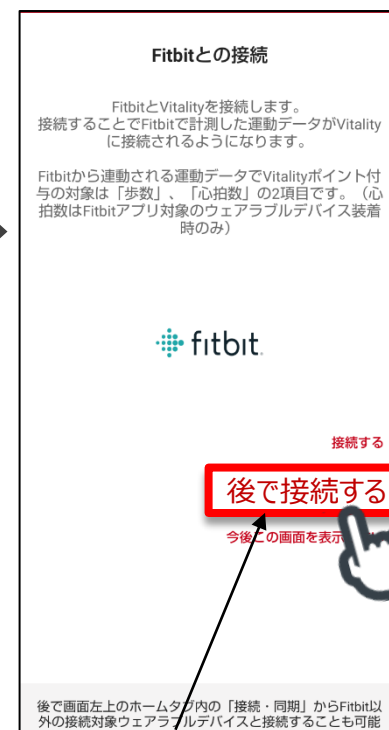 Fitbitとの接続
FitbitとVitalityを接続します。
接続することでFitbitで計測した運動データがVitality
に接続されるようになります。
Fitbitから連動される運動データでVitalityポイント付
与の対象は「歩数」、「心拍数」の2項目です。（心
拍数はFitbitアプリ対象のウェアラブルデバイス装着
時のみ）
fitbit.
接続する
後で接続する
今後この画面を表示
後で画面左上のホームタブ内の「接続・同期」からFitbit以
外の接続対象ウェアラブルデバイスと接続することも可能